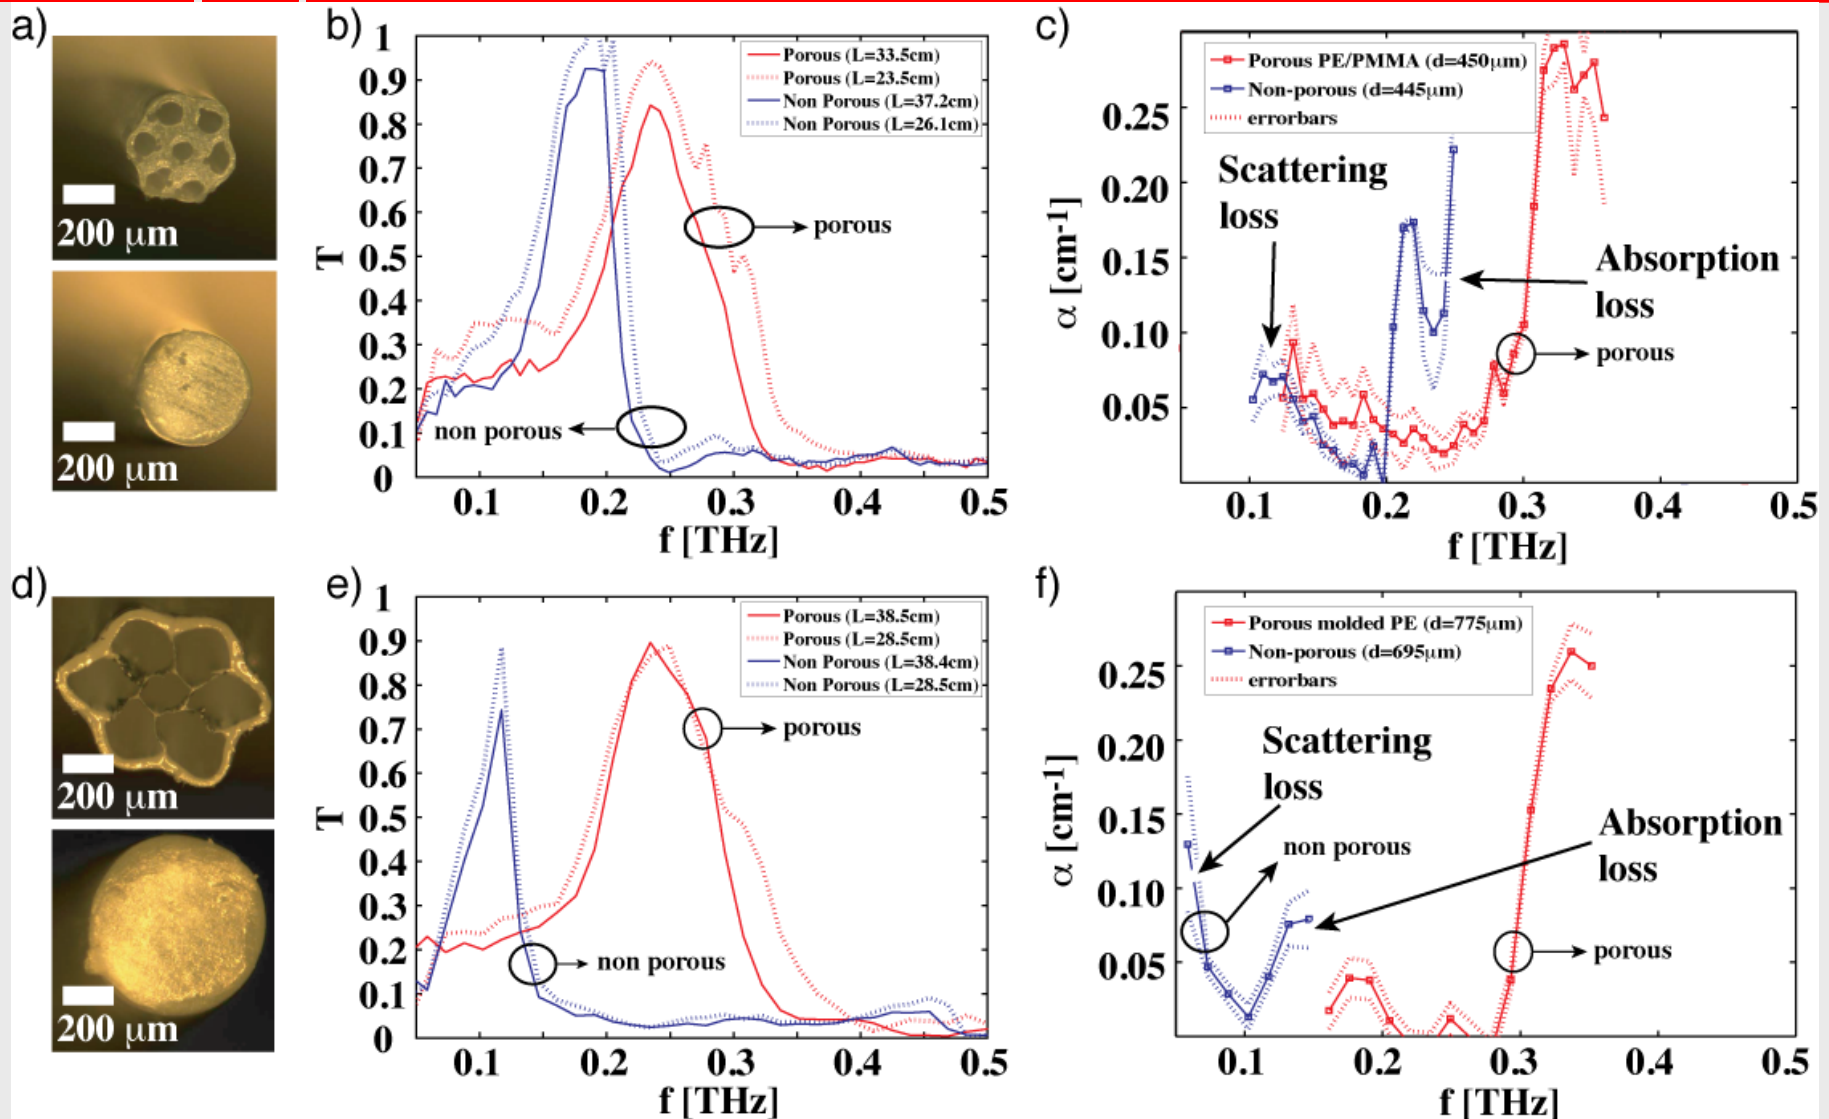 a)
200 μm
200 μm
b)
1
0.9
0.8
0.7
0.6
0.5
0.4
0.3
0.2
0.1
0
T
Porous (L=33.5cm)
Porous (L=23.5cm)
Non Porous (L=37.2cm)
Non Porous (L=26.1cm)
porous
non porous
0.1 0.2 0.3 0.4 0.5
f [THz]
c)
0.25
0.20
0.15
0.10
0.05
α [cm-1]
Porous PE/PMMA (d=450μm)
Non-porous (d=445μm)
errorbars
Scattering
loss
Absorption
loss
porous
0.1 0.2 0.3 0.4 0.5
f [THz]
d)
200 μm
200 μm
e)
1
0.9
0.8
0.7
0.6
0.5
0.4
0.3
0.2
0.1
0
T
Porous (L=38.5cm)
Porous (L=28.5cm)
Non Porous (L=38.4cm)
Non Porous (L=28.5cm)
porous
non porous
0.1 0.2 0.3 0.4 0.5
f [THz]
f)
0.25
0.20
0.15
0.10
0.05
α [cm-1]
Porous molded PE (d=775μm)
Non-porous (d=695μm)
errorbars
Scattering
loss
non porous
Absorption
loss
porous
0.1 0.2 0.3 0.4 0.5
f [THz]